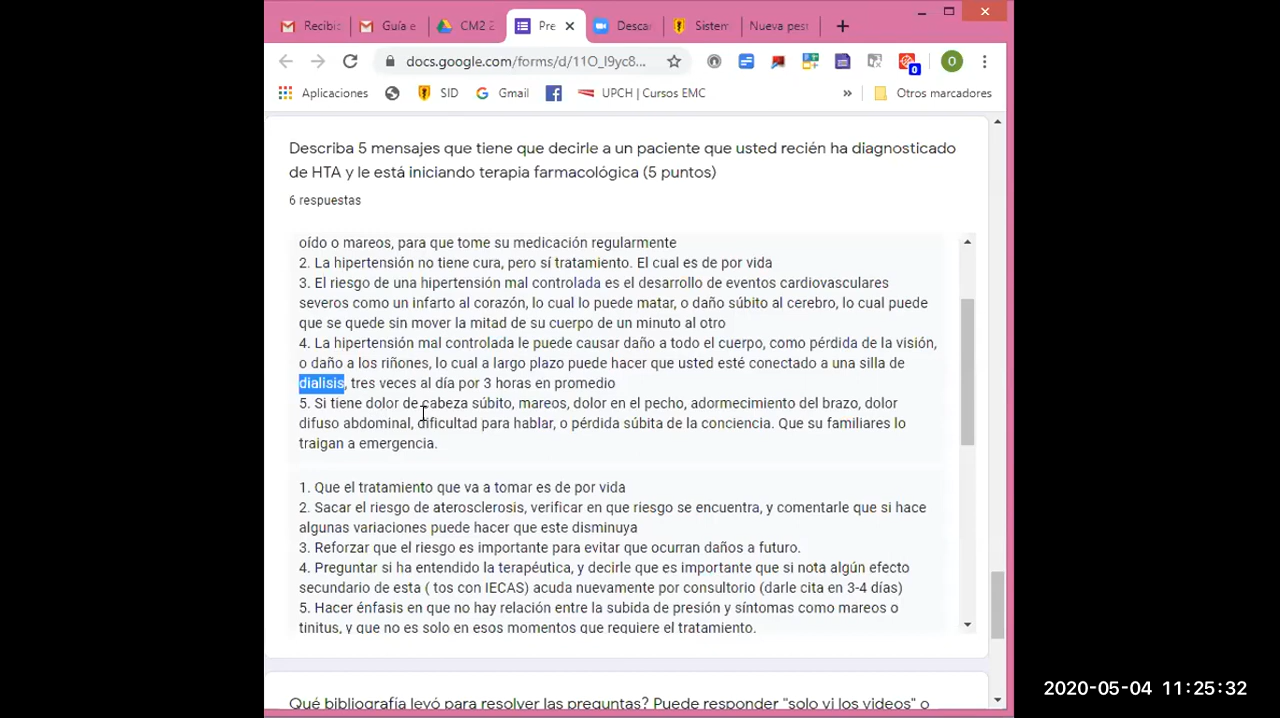 Recibi
Guía e
CM2 2
Pre
Descar
Sistem
Nueva pest
docs.google.com/forms/d/11O_l9yc8...
0
O
Aplicaciones
SID
Gmail
UPCH | Cursos EMC
»
Otros marcadores
Describa 5 mensajes que tiene que decirle a un paciente que usted recién ha diagnosticado
de HTA y le está iniciando terapia farmacológica (5 puntos)
6 respuestas
oído o mareos, para que tome su medicación regularmente
2. La hipertensión no tiene cura, pero sí tratamiento. El cual es de por vida
3. El riesgo de una hipertensión mal controlada es el desarrollo de eventos cardiovasculares
severos como un infarto al corazón, lo cual lo puede matar, o daño súbito al cerebro, lo cual puede
que se quede sin mover la mitad de su cuerpo de un minuto al otro
4. La hipertensión mal controlada le puede causar daño a todo el cuerpo, como pérdida de la visión,
o daño a los riñones, lo cual a largo plazo puede hacer que usted esté conectado a una silla de
dialisis, tres veces al día por 3 horas en promedio
5. Si tiene dolor de cabeza súbito, mareos, dolor en el pecho, adormecimiento del brazo, dolor
difuso abdominal, dificultad para hablar, o pérdida súbita de la conciencia. Que su familiares lo
traigan a emergencia.
1. Que el tratamiento que va a tomar es de por vida
2. Sacar el riesgo de aterosclerosis, verificar en que riesgo se encuentra, y comentarle que si hace
algunas variaciones puede hacer que este disminuya
3. Reforzar que el riesgo es importante para evitar que ocurran daños a futuro.
4. Preguntar si ha entendido la terapéutica, y decirle que es importante que si nota algún efecto
secundario de esta ( tos con IECAS) acuda nuevamente por consultorio (darle cita en 3-4 días)
5. Hacer énfasis en que no hay relación entre la subida de presión y síntomas como mareos o
tinitus, y que no es solo en esos momentos que requiere el tratamiento.
Qué bibliografía levó para resolver las preguntas? Puede responder "solo vi los videos" o
2020-05-04 11:25:32